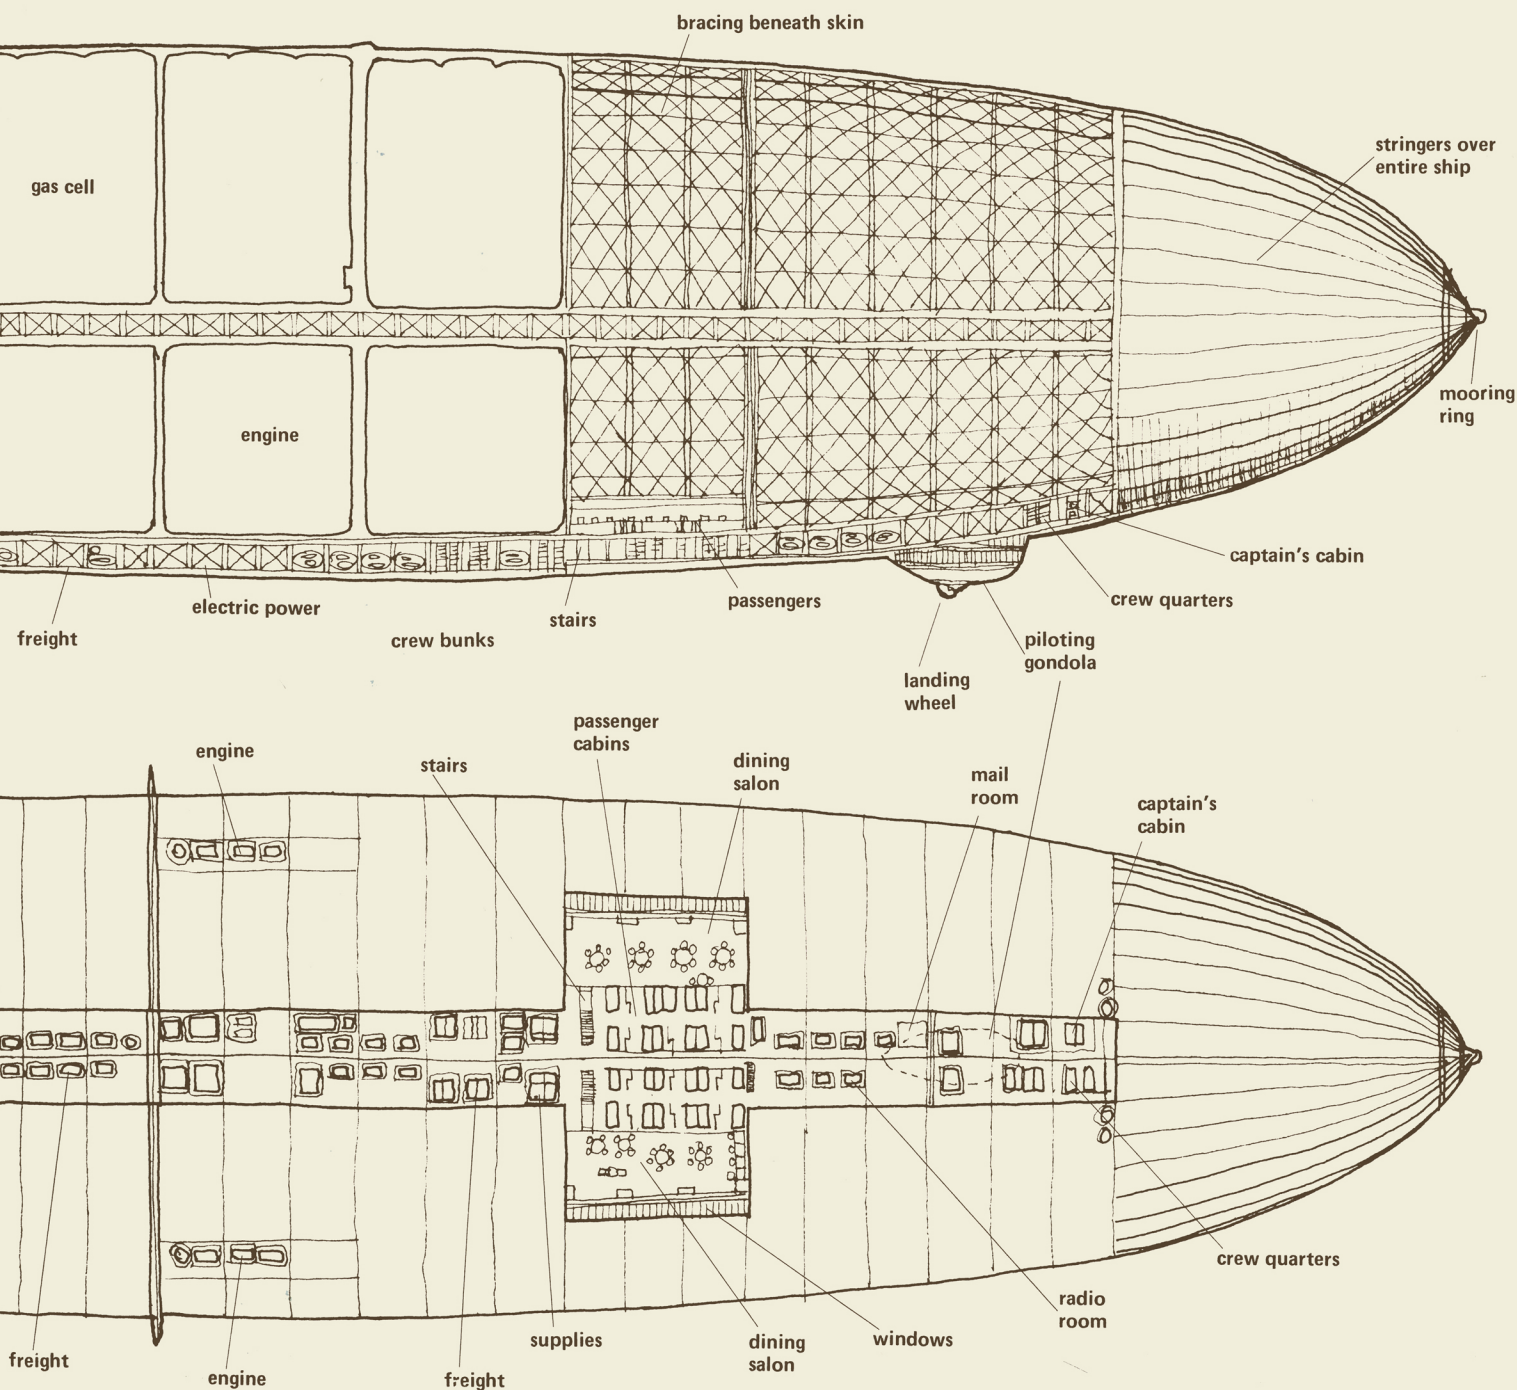 bracing beneath skin
stringers over
entire ship
gas cell
mooring
ring
engine
captain's cabin
crew quarters
passengers
electric power
stairs
freight
crew bunks
piloting
gondola
landing
wheel
passenger
cabins
engine
stairs
dining
salon
mail
room
captain's
cabin
crew quarters
radio
room
supplies
windows
dining
salon
freight
engine
freight